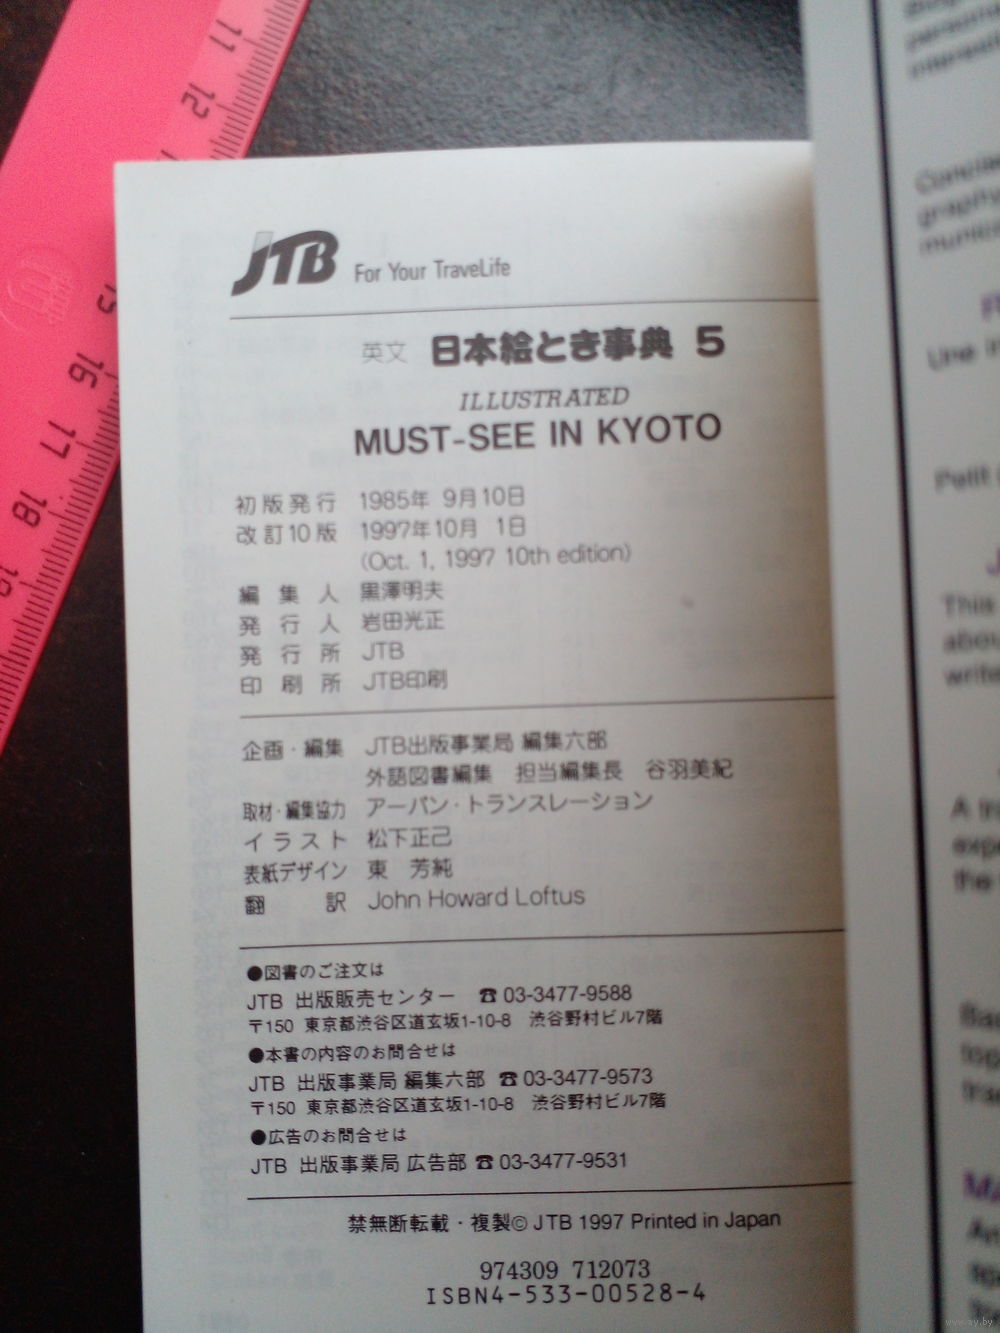 11
12
15
16
17
18
JTB For Your TraveLife
英文 日本絵とき事典 5
ILLUSTRATED
MUST-SEE IN KYOTO
初版発行 1985年 9月10日
改訂10版 1997年10月 1日
(Oct. 1, 1997 10th edition)
編集人 黒澤明夫
発行人 岩田光正
発行所 JTB
印刷所 JTB印刷
企画・編集 JTB出版事業局 編集六部
外語図書編集 担当編集長 谷羽美紀
取材・編集協力 アーバン・トランスレーション
イラスト 松下正己
表紙デザイン 東 芳純
翻訳 John Howard Loftus
●図書のご注文は
JTB 出版販売センター ☎03-3477-9588
〒150 東京都渋谷区道玄坂1-10-8 渋谷野村ビル7階
●本書の内容のお問合せは
JTB 出版事業局 編集六部 ☎03-3477-9573
〒150 東京都渋谷区道玄坂1-10-8 渋谷野村ビル7階
●広告のお問合せは
JTB 出版事業局 広告部 ☎03-3477-9531
禁無断転載・複製© JTB 1997 Printed in Japan
974309 712073
ISBN4-533-00528-4
Une
Petit
This
A
the
www.ay.by